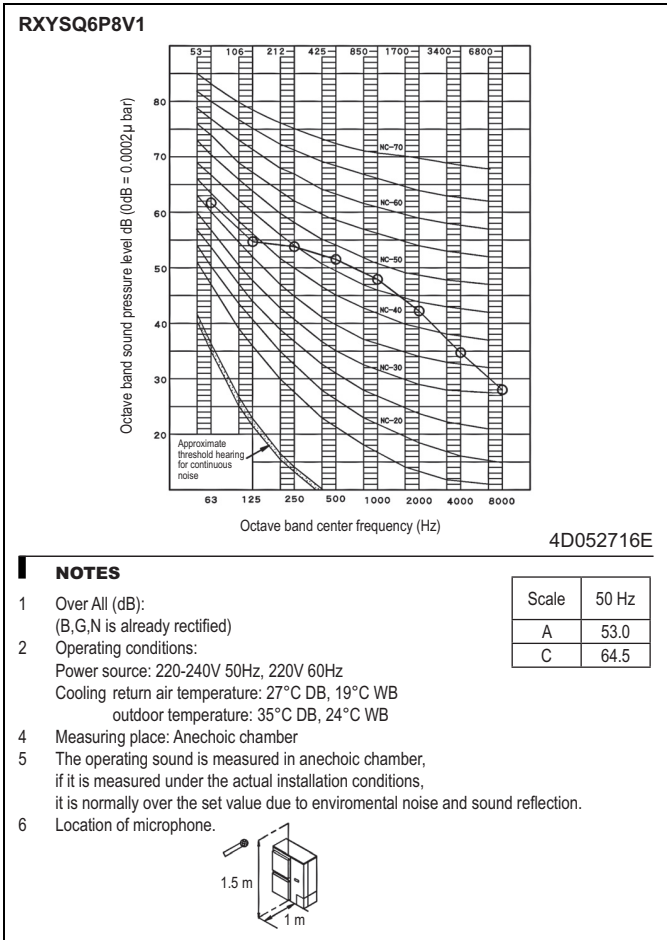 RXYSQ6P8V1
53 106 212 425 850 1700 3400 6800
Octave band sound pressure level dB (0dB = 0.0002µ bar)
80
70
60
50
40
30
20
NC-70
NC-60
NC-50
NC-40
NC-30
NC-20
Approximate
threshold hearing
for continuous
noise
63 125 250 500 1000 2000 4000 8000
Octave band center frequency (Hz)
4D052716E
NOTES
1 Over All (dB):
(B,G,N is already rectified)
2 Operating conditions:
Power source: 220-240V 50Hz, 220V 60Hz
Cooling return air temperature: 27°C DB, 19°C WB
outdoor temperature: 35°C DB, 24°C WB
4 Measuring place: Anechoic chamber
5 The operating sound is measured in anechoic chamber,
if it is measured under the actual installation conditions,
it is normally over the set value due to enviromental noise and sound reflection.
6 Location of microphone.
Scale 50 Hz
A 53.0
C 64.5
1.5 m
1 m